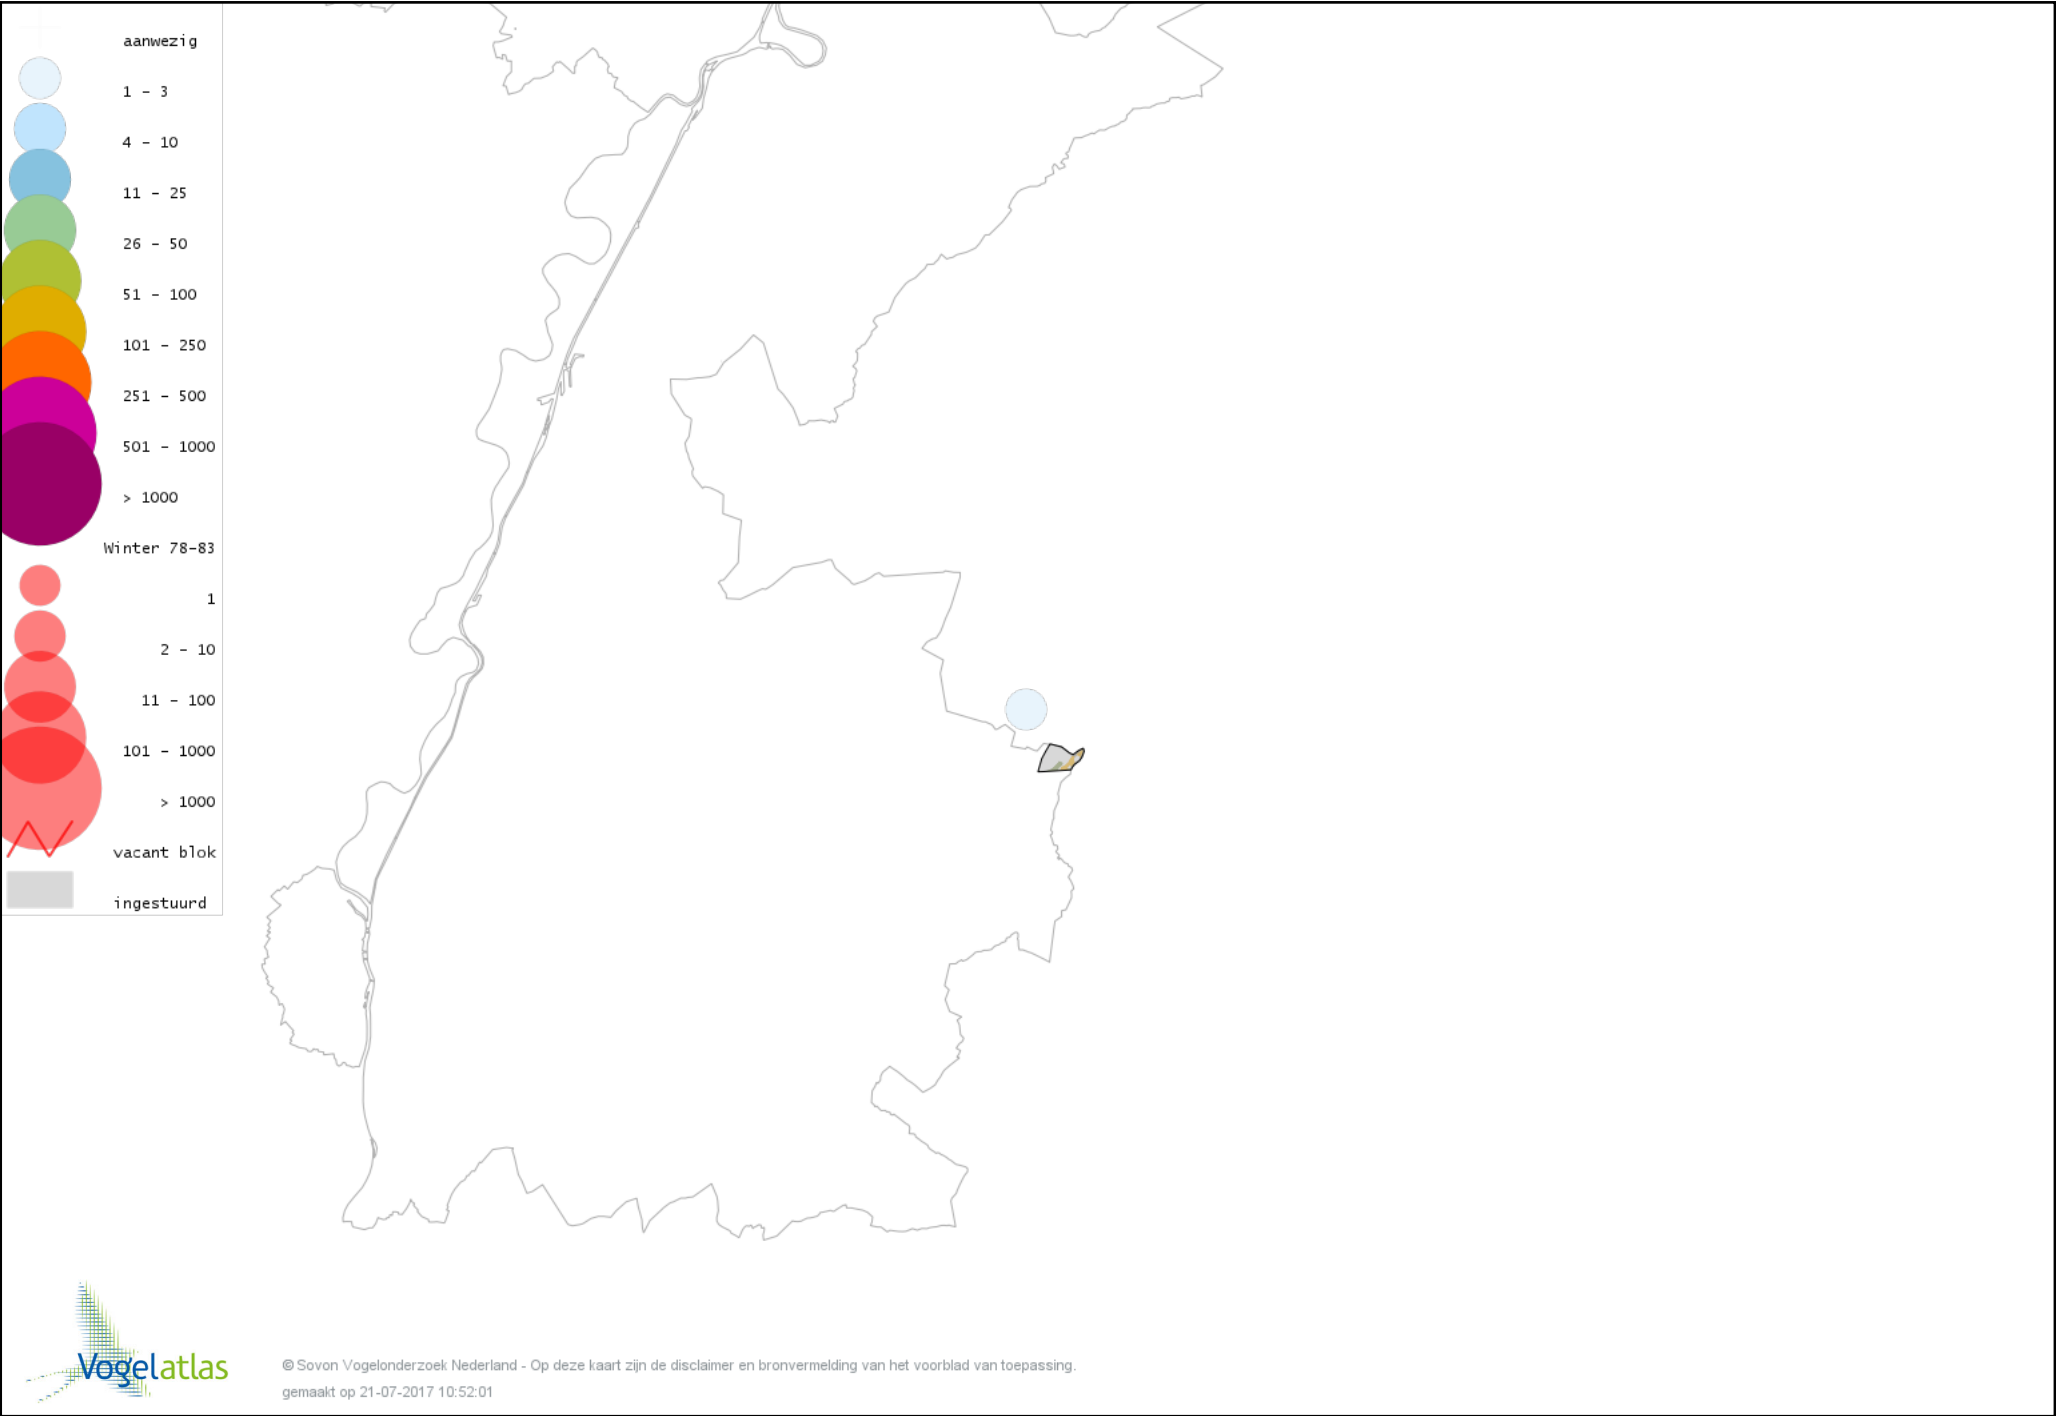 aanwezig
1 - 3
4 - 10
11 - 25
26 - 50
51 - 100
101 - 250
251 - 500
501 - 1000
> 1000
Winter 78-83
1
2 - 10
11 - 100
101 - 1000
> 1000
vacant blok
ingestuurd
Vogelatlas
© Sovon Vogelonderzoek Nederland - Op deze kaart zijn de disclaimer en bronvermelding van het voorblad van toepassing.
gemaakt op 21-07-2017 10:52:01